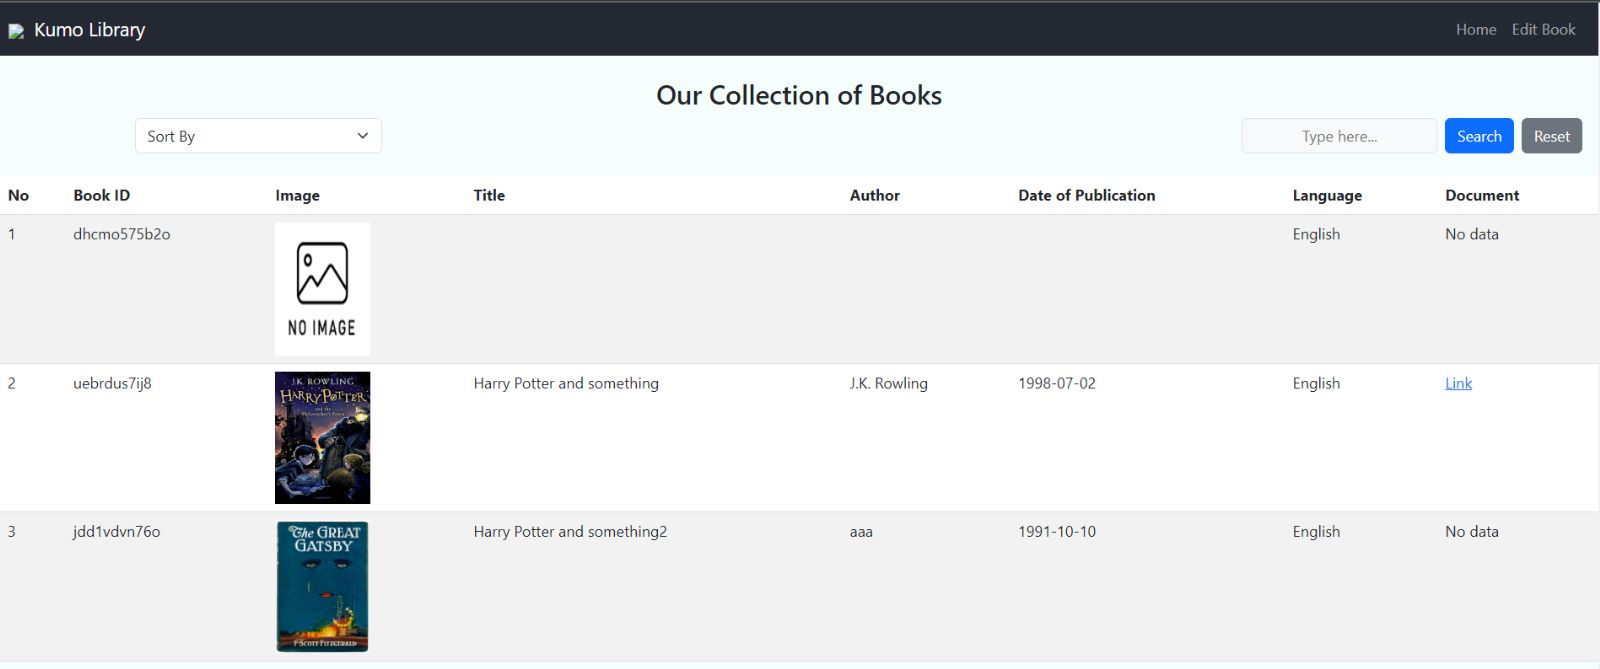 Kumo Library Home Edit Book
Our Collection of Books
Sort By Type here... Search Reset
No Book ID Image Title Author Date of Publication Language Document
1 dhcmo575b2o English No data
NO IMAGE
2 uebrdus7ij8 Harry Potter and something J.K. Rowling 1998-07-02 English Link
J.K. ROWLING
HARRY POTTER
and the
Philosopher's Stone
3 jdd1vdvn76o Harry Potter and something2 aaa 1991-10-10 English No data
The GREAT
GATSBY
F·SCOTT·FITZGERALD